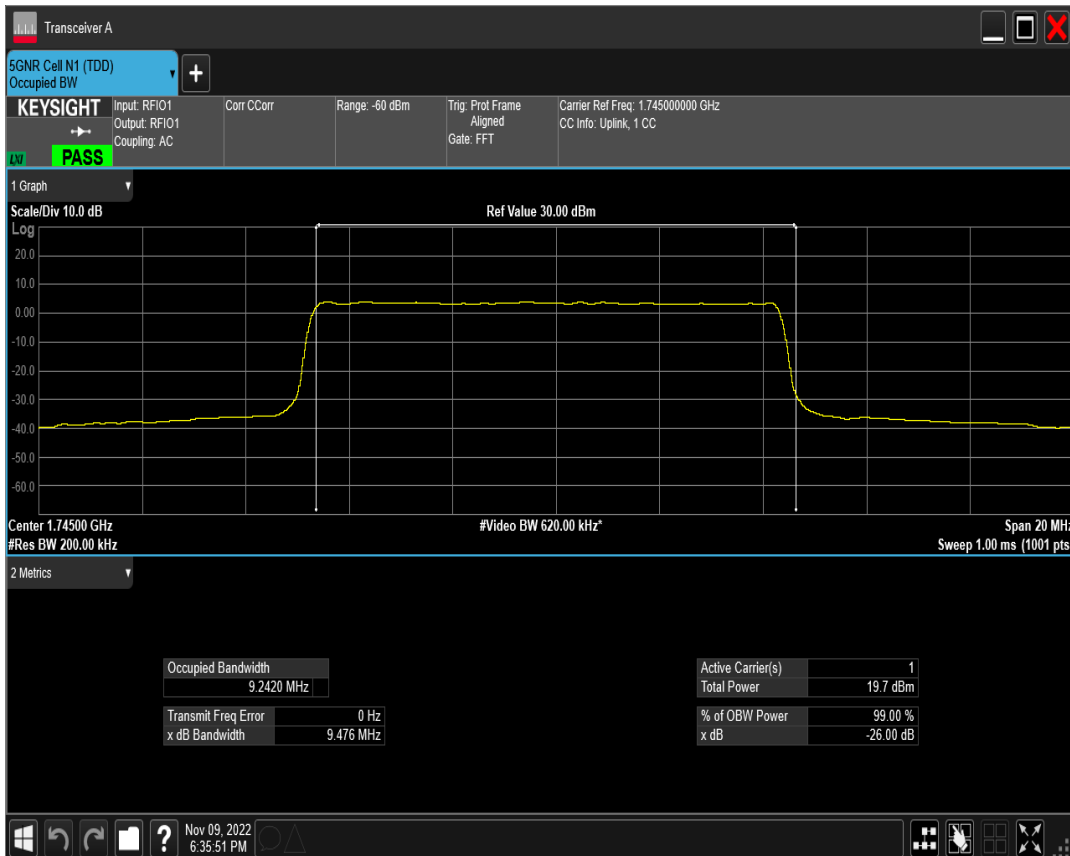 Transceiver A
5GNR Cell N1 (TDD)
Occupied BW
+
KEYSIGHT
LXI
PASS
Input: RFIO1
Output: RFIO1
Coupling: AC
Corr CCorr
Range: -60 dBm
Trig: Prot Frame
Aligned
Gate: FFT
Carrier Ref Freq: 1.745000000 GHz
CC Info: Uplink, 1 CC
1 Graph
Scale/Div 10.0 dB
Ref Value 30.00 dBm
Log
20.0
10.0
0.00
-10.0
-20.0
-30.0
-40.0
-50.0
-60.0
Center 1.74500 GHz
#Video BW 620.00 kHz*
Span 20 MHz
#Res BW 200.00 kHz
Sweep 1.00 ms (1001 pts
2 Metrics
Occupied Bandwidth
9.2420 MHz
Transmit Freq Error 0 Hz
x dB Bandwidth 9.476 MHz
Active Carrier(s) 1
Total Power 19.7 dBm
% of OBW Power 99.00 %
x dB -26.00 dB
?
Nov 09, 2022
6:35:51 PM